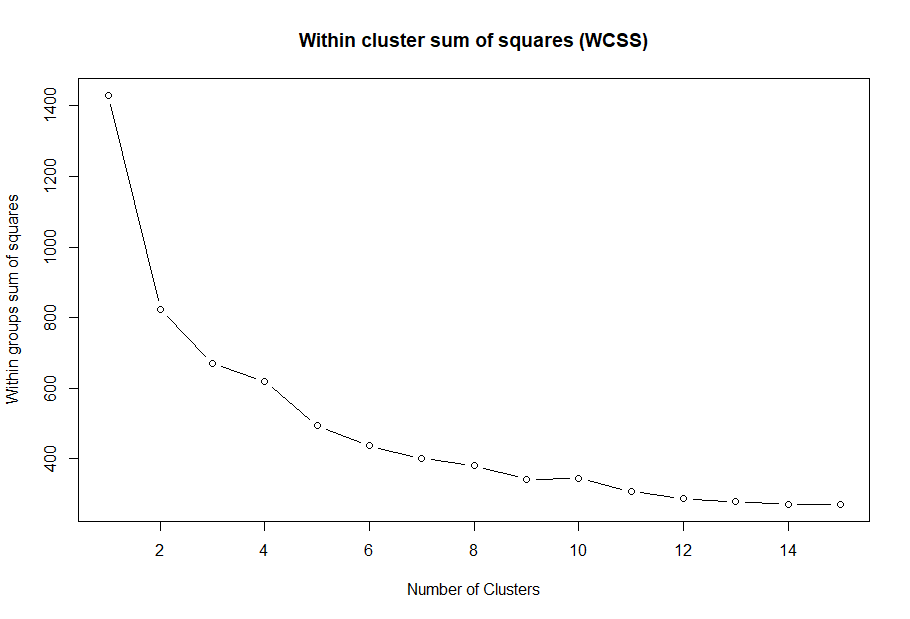 Within cluster sum of squares (WCSS)
Within groups sum of squares
1400
1200
1000
800
600
400
2 4 6 8 10 12 14
Number of Clusters